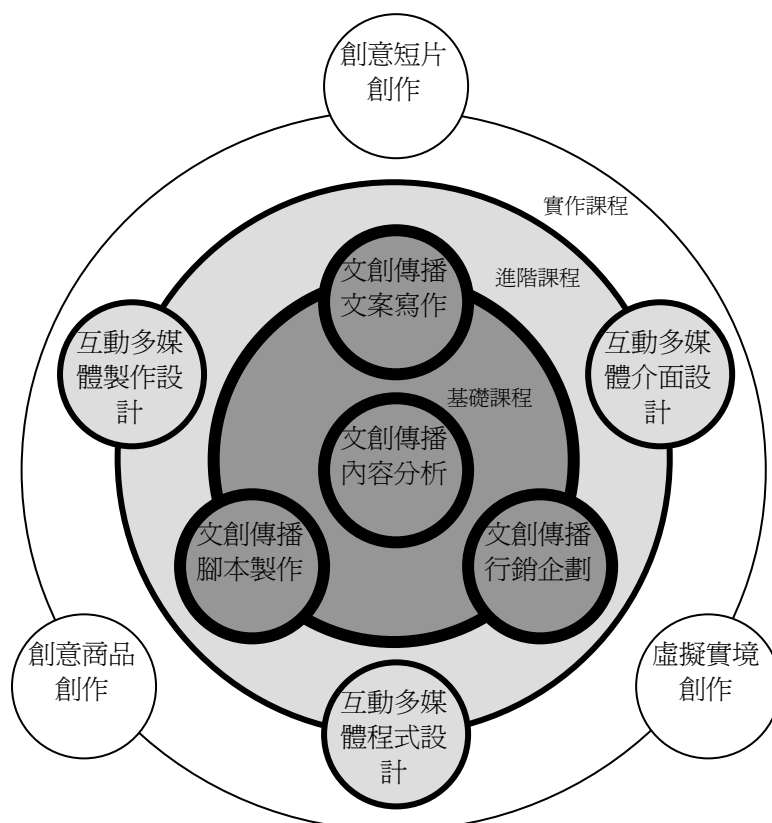 創意短片
創作
實作課程
文創傳播
文案寫作
進階課程
互動多媒
體製作設
計
互動多媒
體介面設
計
基礎課程
文創傳播
內容分析
文創傳播
腳本製作
文創傳播
行銷企劃
創意商品
創作
虛擬實境
創作
互動多媒
體程式設
計